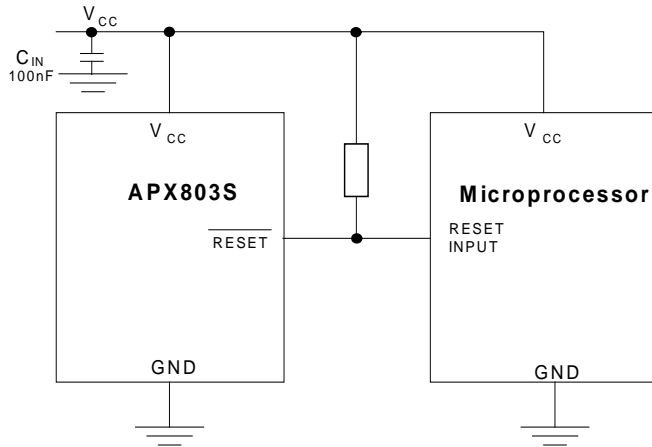 VCC
CIN
100nF
VCC
VCC
APX803S
Microprocessor
RESET
RESET
INPUT
GND
GND